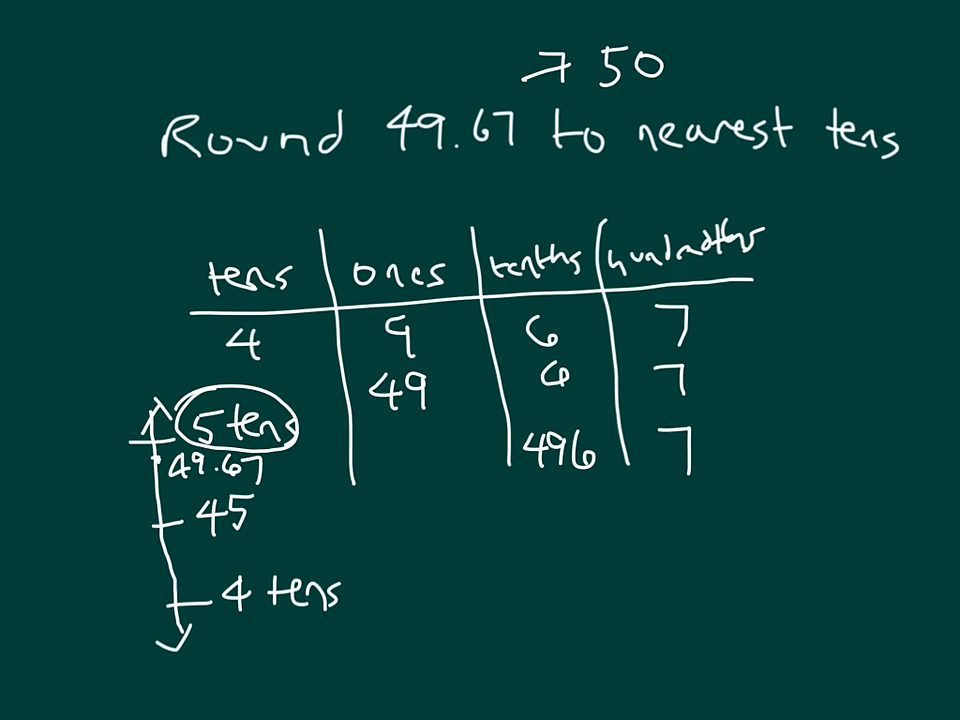 → 50
Round 49.67 to nearest tens
tens ones tenths hundredths
4 9 6 7
49 6 7
5 tens 496 7
49.67
45
4 tens